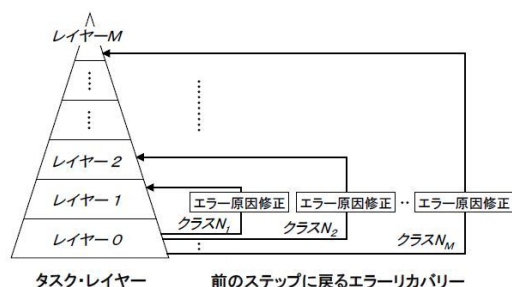 レイヤーM
⋮
⋮
レイヤー2
レイヤー1
レイヤー0
エラー原因修正
エラー原因修正
‥
エラー原因修正
クラスN1
クラスN2
クラスNM
タスク・レイヤー
前のステップに戻るエラーリカバリー